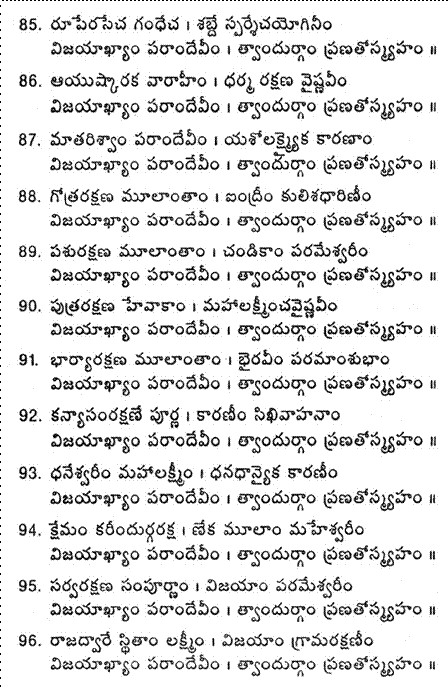 85. రూపేరసేచ గంధేచ । శబ్దే స్పర్శేచయోగినీం
విజయాఖ్యాం పరాందేవీం । త్వాందుర్గాం ప్రణతోస్మ్యహం ॥
86. ఆయుష్కారక వారాహీం । ధర్మ రక్షణ వైష్ణవీం
విజయాఖ్యాం పరాందేవీం । త్వాందుర్గాం ప్రణతోస్మ్యహం ॥
87. మాతరిశ్వాం పరాందేవీం । యశోలక్ష్మ్యైక కారణాం
విజయాఖ్యాం పరాందేవీం । త్వాందుర్గాం ప్రణతోస్మ్యహం ॥
88. గోత్రరక్షణ మూలాంతాం । ఐంద్రీం కులిశధారిణీం
విజయాఖ్యాం పరాందేవీం । త్వాందుర్గాం ప్రణతోస్మ్యహం ॥
89. పశురక్షణ మూలాంతాం । చండికాం పరమేశ్వరీం
విజయాఖ్యాం పరాందేవీం । త్వాందుర్గాం ప్రణతోస్మ్యహం ॥
90. పుత్రరక్షణ హేవాకాం । మహాలక్ష్మీంచవైష్ణవీం
విజయాఖ్యాం పరాందేవీం । త్వాందుర్గాం ప్రణతోస్మ్యహం ॥
91. భార్యారక్షణ మూలాంతాం । భైరవీం పరమాంశుభాం
విజయాఖ్యాం పరాందేవీం । త్వాందుర్గాం ప్రణతోస్మ్యహం ॥
92. కన్యాసంరక్షణే పూర్ణ । కారణీం సిఖివాహనాం
విజయాఖ్యాం పరాందేవీం । త్వాందుర్గాం ప్రణతోస్మ్యహం ॥
93. ధనేశ్వరీం మహాలక్ష్మీం । ధనధాన్యైక కారణీం
విజయాఖ్యాం పరాందేవీం । త్వాందుర్గాం ప్రణతోస్మ్యహం ॥
94. క్షేమం కరీందుర్గరక్ష । ణేక మూలాం మహేశ్వరీం
విజయాఖ్యాం పరాందేవీం । త్వాందుర్గాం ప్రణతోస్మ్యహం ॥
95. సర్వరక్షణ సంపూర్ణాం । విజయాం పరమేశ్వరీం
విజయాఖ్యాం పరాందేవీం । త్వాందుర్గాం ప్రణతోస్మ్యహం ॥
96. రాజద్వారే స్థితాం లక్ష్మీం । విజయాం గ్రామరక్షణీం
విజయాఖ్యాం పరాందేవీం । త్వాందుర్గాం ప్రణతోస్మ్యహం ॥